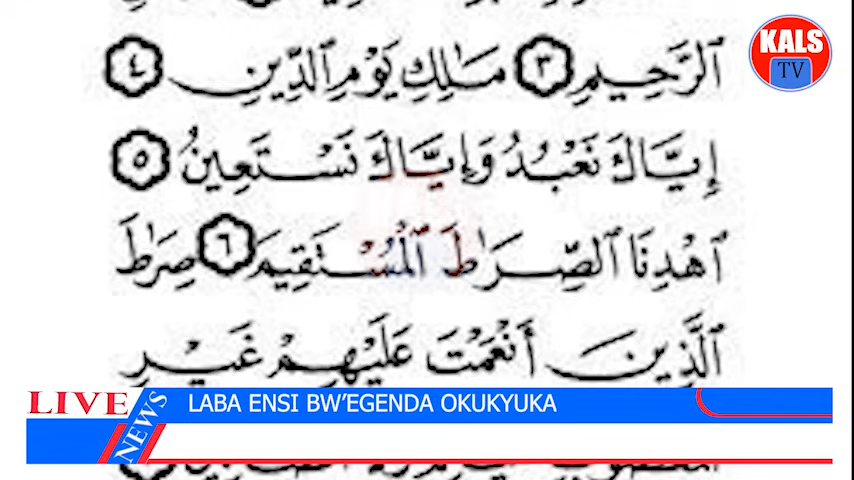 ٱلرَّحِيمِ ٣ مَـٰلِكِ يَوْمِ ٱلدِّينِ ٤
إِيَّاكَ نَعْبُدُ وَإِيَّاكَ نَسْتَعِينُ ٥
ٱهْدِنَا ٱلصِّرَٰطَ ٱلْمُسْتَقِيمَ ٦ صِرَٰطَ
ٱلَّذِينَ أَنْعَمْتَ عَلَيْهِمْ غَيْرِ
KALS
TV
LIVE
NEWS
LABA ENSI BW’EGENDA OKUKYUKA